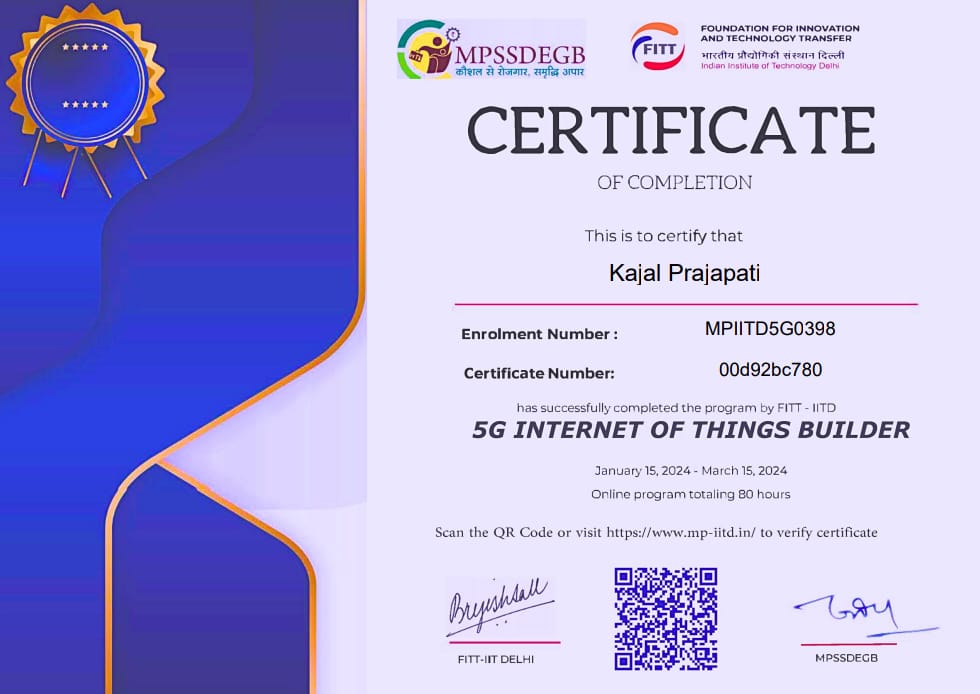 MPSSDEGB
कौशल से रोजगार, समृद्धि अपार
FITT
FOUNDATION FOR INNOVATION
AND TECHNOLOGY TRANSFER
भारतीय प्रौद्योगिकी संस्थान दिल्ली
Indian Institute of Technology Delhi
CERTIFICATE
OF COMPLETION
This is to certify that
Kajal Prajapati
Enrolment Number : MPIITD5G0398
Certificate Number: 00d92bc780
has successfully completed the program by FITT - IITD
5G INTERNET OF THINGS BUILDER
January 15, 2024 - March 15, 2024
Online program totaling 80 hours
Scan the QR Code or visit https://www.mp-iitd.in/ to verify certificate
FITT-IIT DELHI
MPSSDEGB